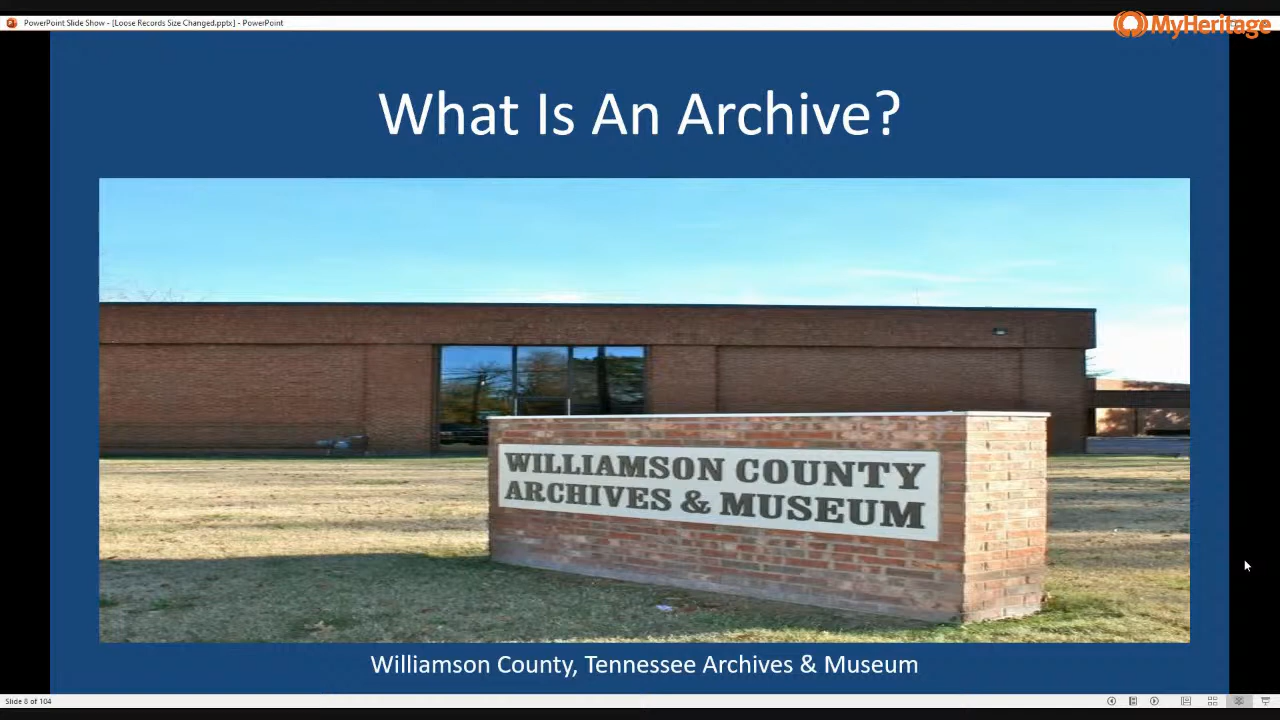 PowerPoint Slide Show - [Loose Records Size Changed.pptx] - PowerPoint
MyHeritage
What Is An Archive?
WILLIAMSON COUNTY
ARCHIVES & MUSEUM
Williamson County, Tennessee Archives & Museum
Slide 8 of 104